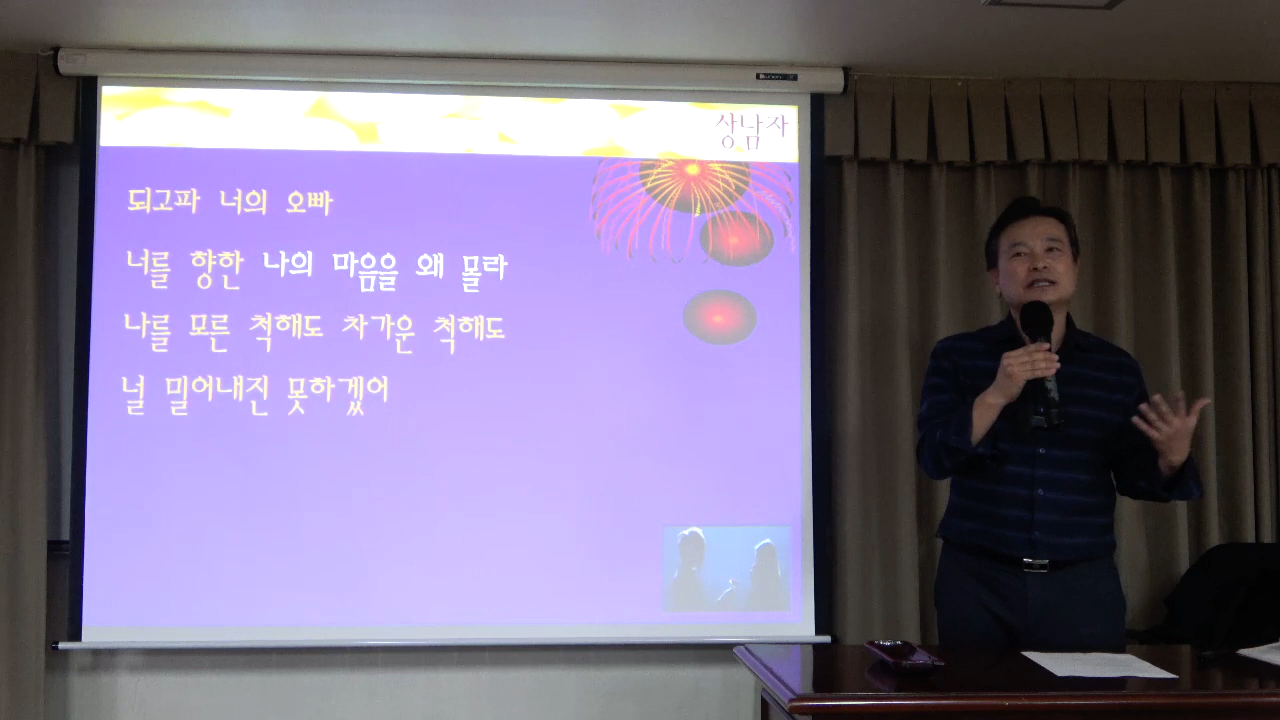 상남자
되고파 너의 오빠
너를 향한 나의 마음을 왜 몰라
나를 모른 척해도 차가운 척해도
널 밀어내진 못하겠어